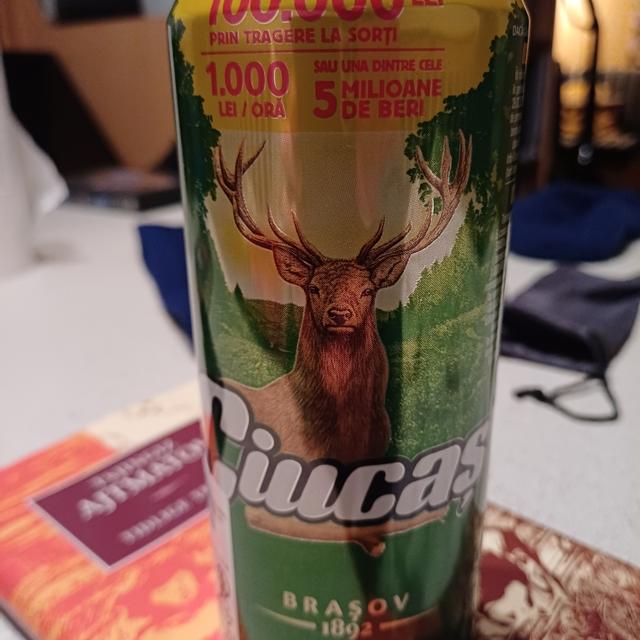 100.000 LEI
PRIN TRAGERE LA SORȚI
1.000
LEI / ORĂ
SAU UNA DINTRE CELE
5 MILIOANE
DE BERI
Ciucaș
BRAȘOV
1892
AJTMATOV